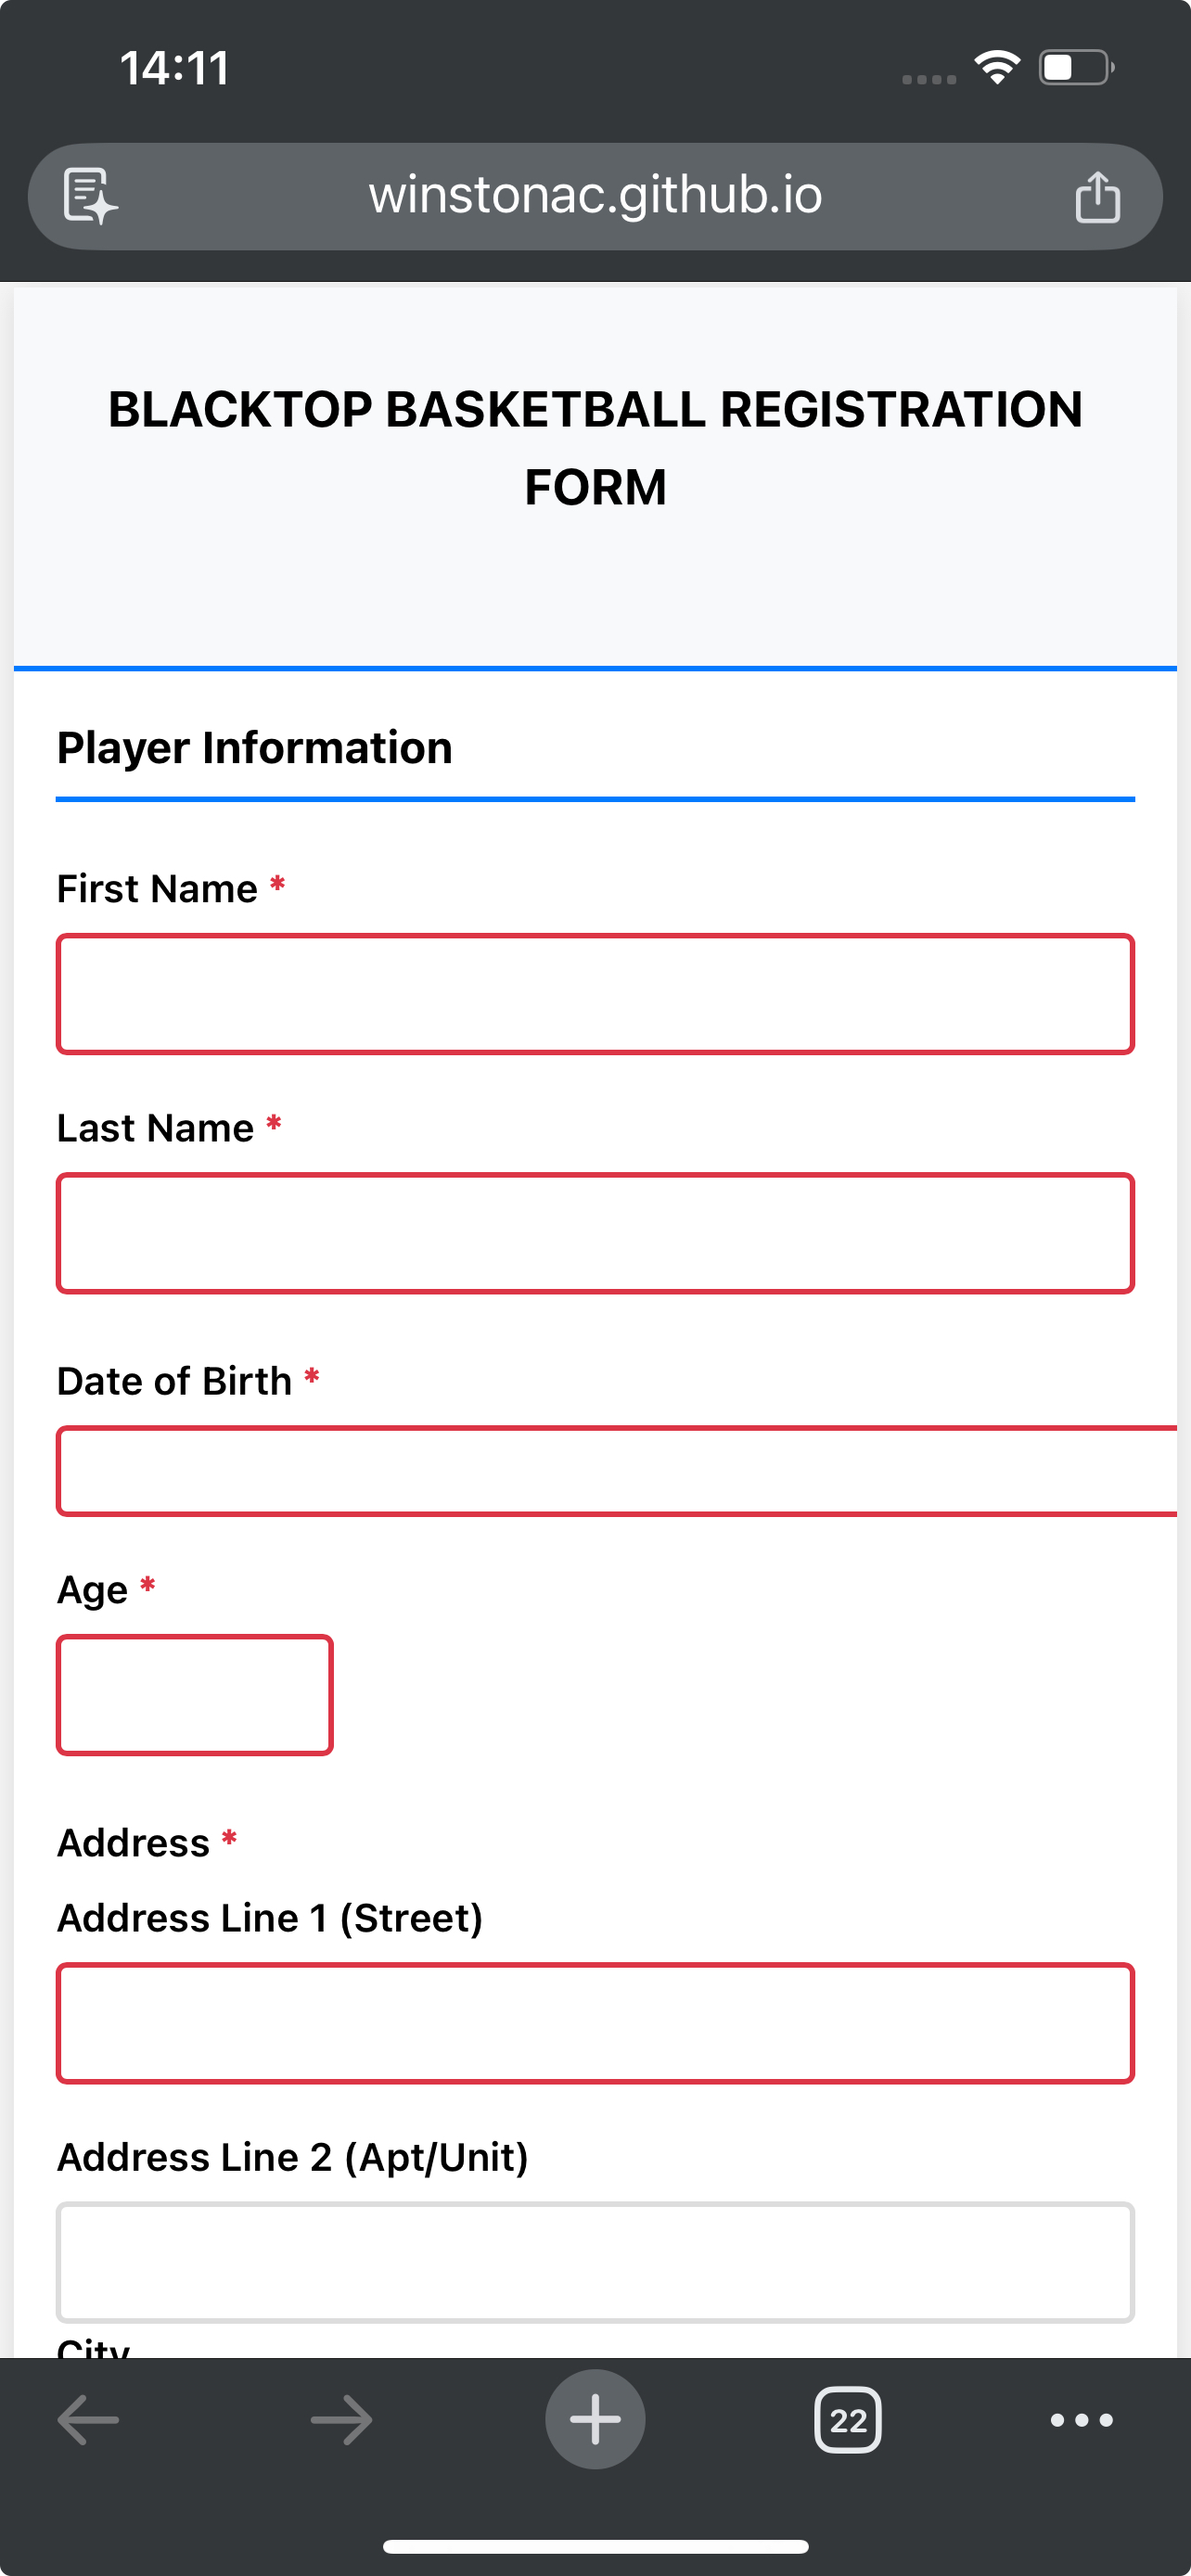 14:11
winstonac.github.io
BLACKTOP BASKETBALL REGISTRATION
FORM
Player Information
First Name *
Last Name *
Date of Birth *
Age *
Address *
Address Line 1 (Street)
Address Line 2 (Apt/Unit)
City
22